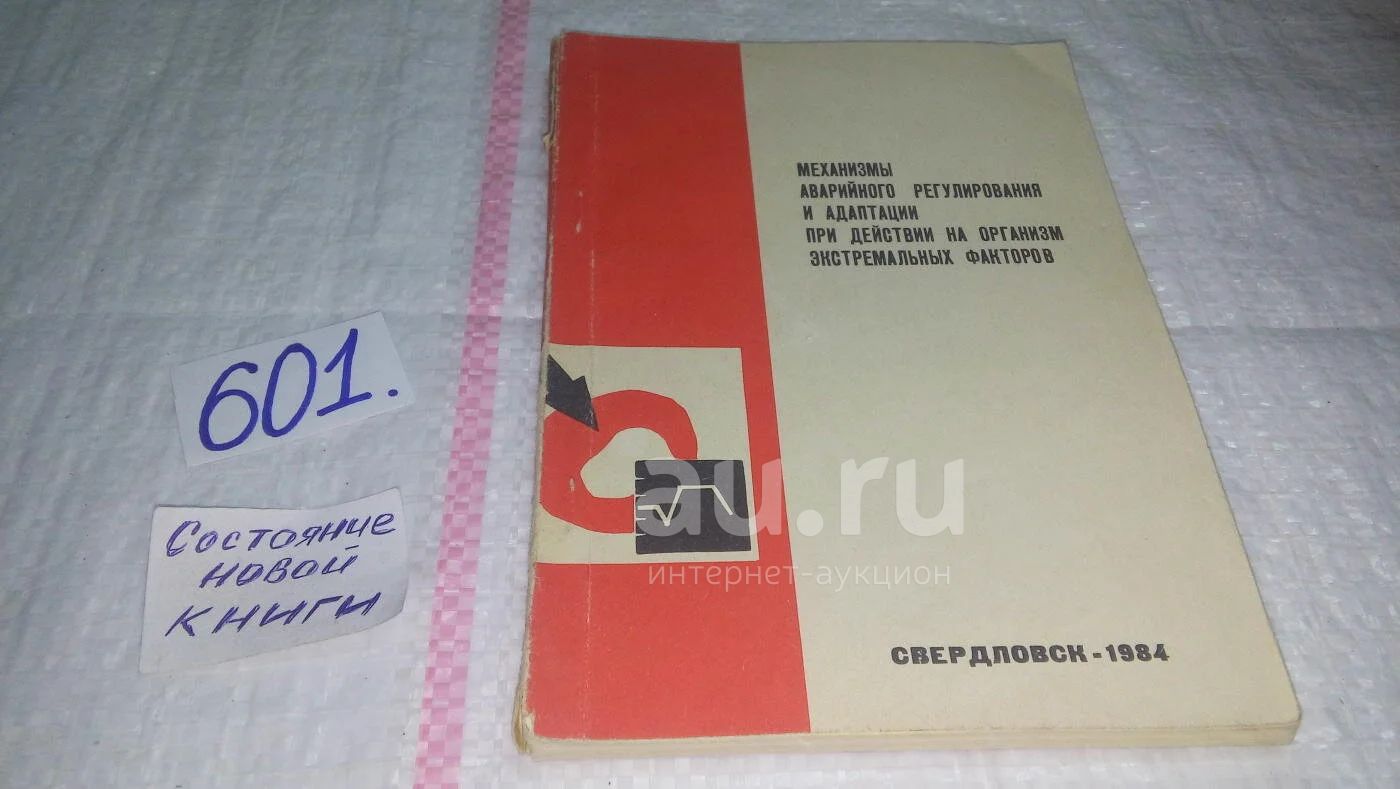 МЕХАНИЗМЫ
АВАРИЙНОГО РЕГУЛИРОВАНИЯ
И АДАПТАЦИИ
ПРИ ДЕЙСТВИИ НА ОРГАНИЗМ
ЭКСТРЕМАЛЬНЫХ ФАКТОРОВ
601.
Состояние
новой
книги
au.ru
интернет-аукцион
СВЕРДЛОВСК - 1984